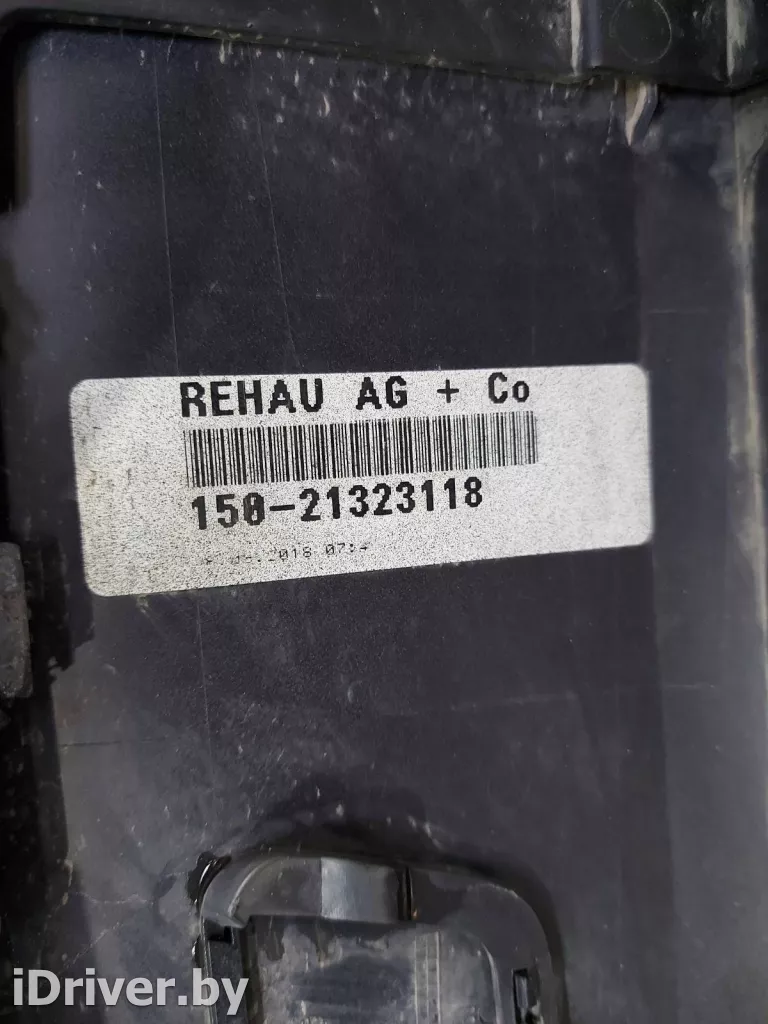 REHAU AG + Co
150-21323118
iDriver.by